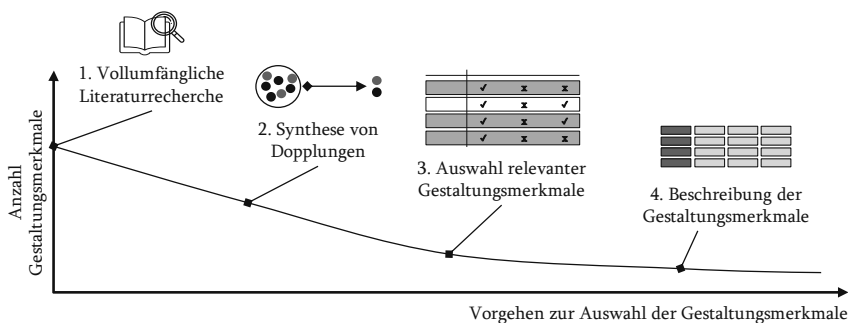 1. Vollumfängliche
Literaturrecherche
2. Synthese von
Dopplungen
3. Auswahl relevanter
Gestaltungsmerkmale
4. Beschreibung der
Gestaltungsmerkmale
Anzahl
Gestaltungsmerkmale
Vorgehen zur Auswahl der Gestaltungsmerkmale